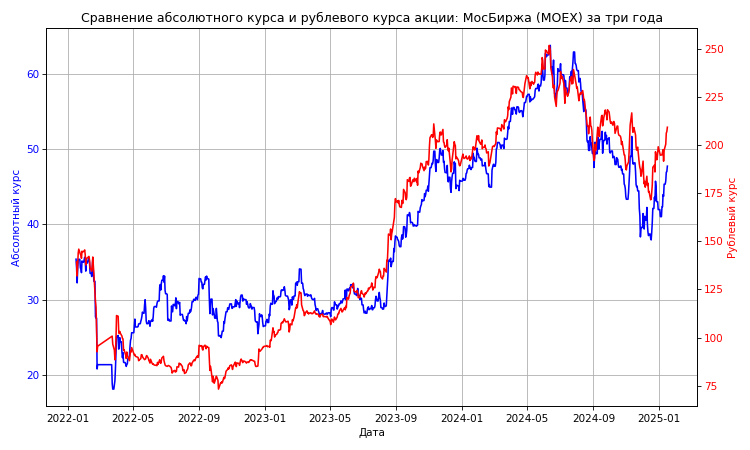 Сравнение абсолютного курса и рублевого курса акции: МосБиржа (MOEX) за три года
Абсолютный курс
60
50
40
30
20
250
225
200
175
150
125
100
75
Рублевый курс
2022-01 2022-05 2022-09 2023-01 2023-05 2023-09 2024-01 2024-05 2024-09 2025-01
Дата